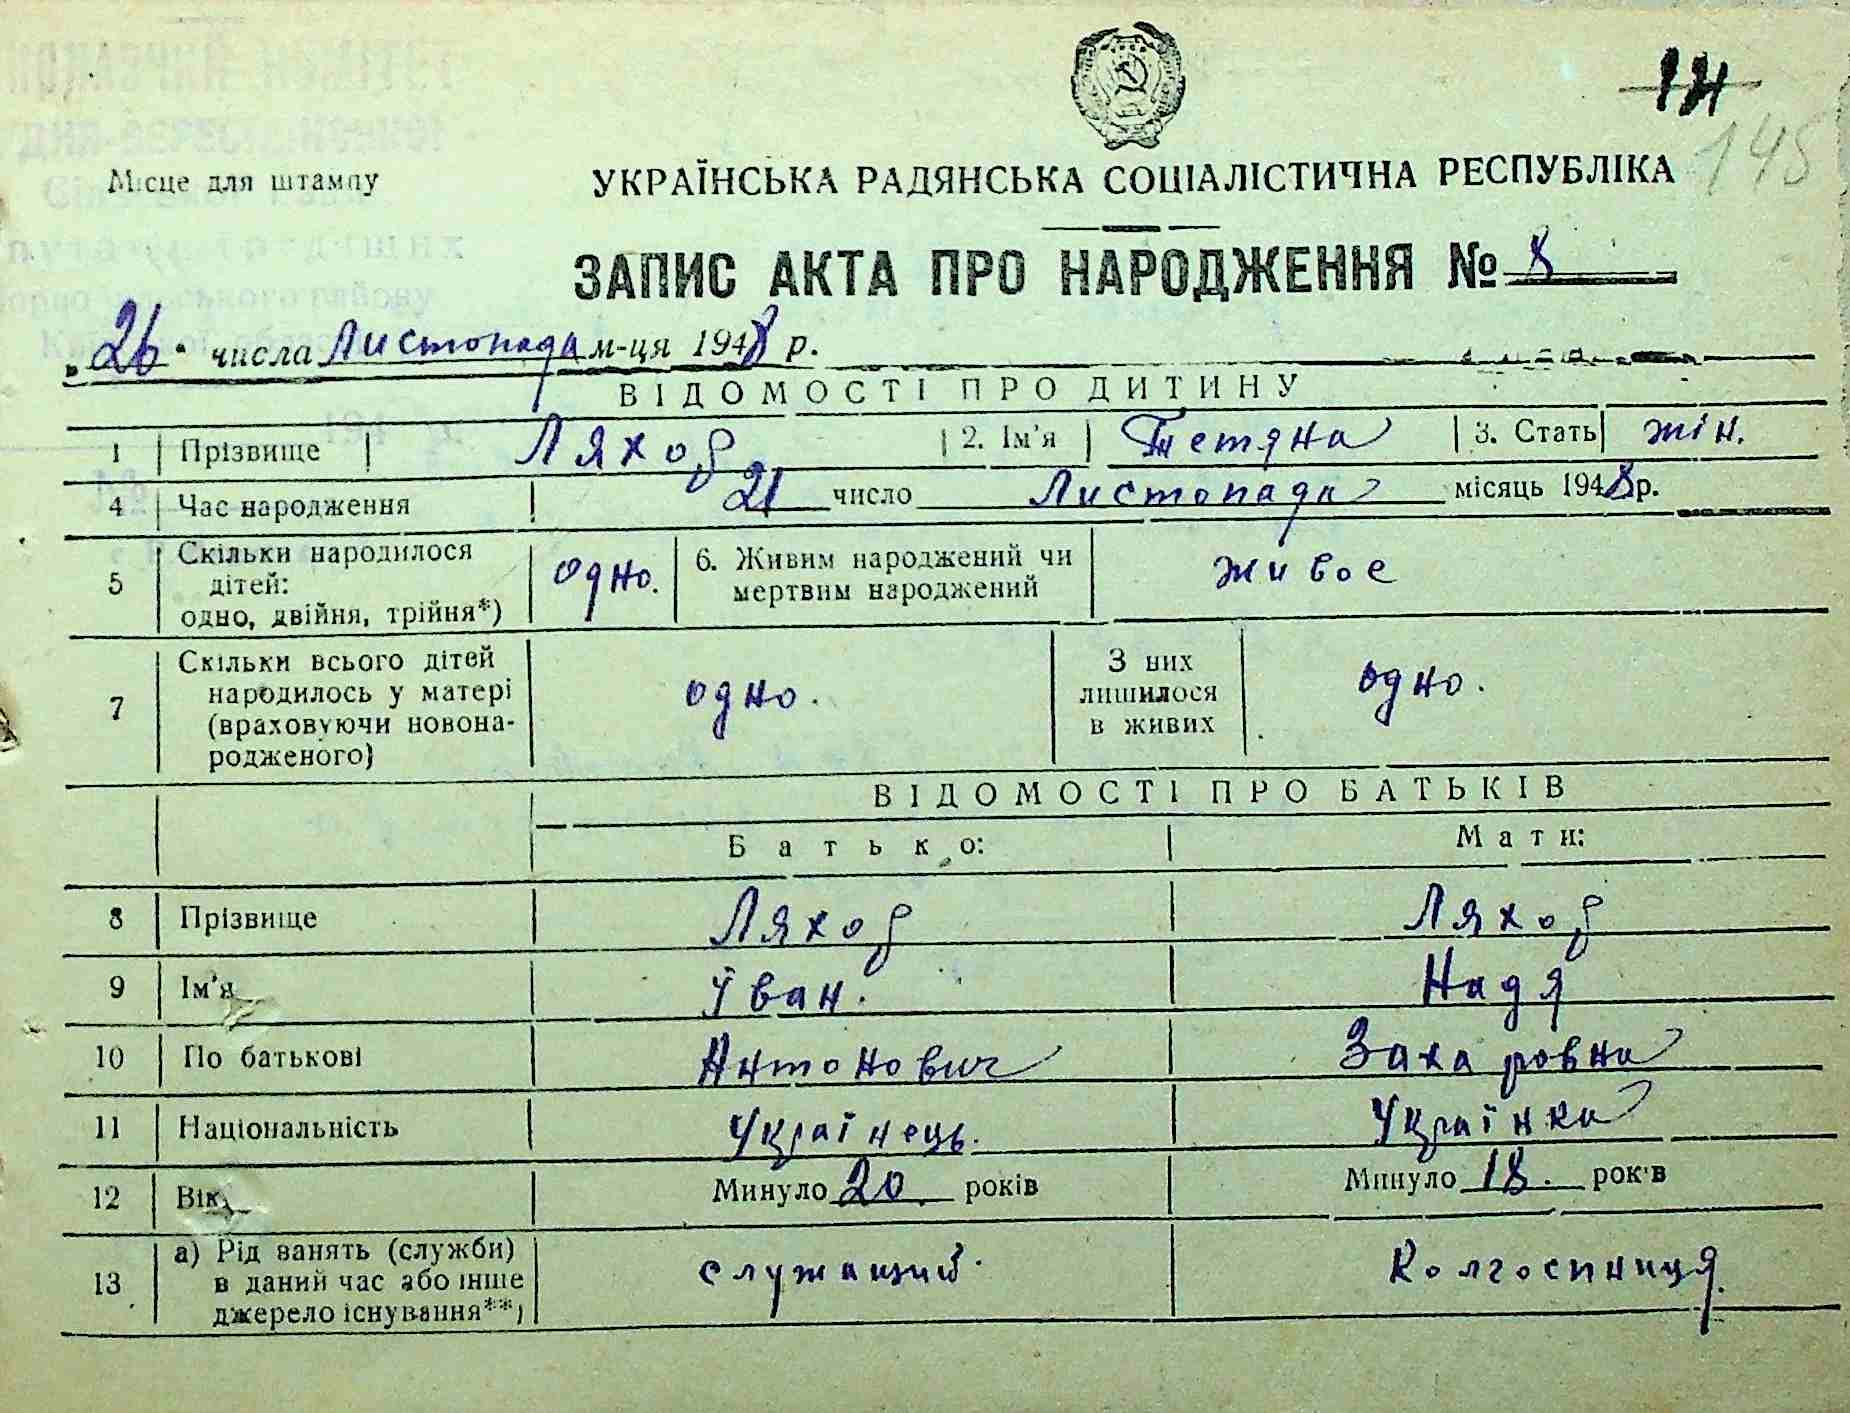 14
145
Місце для штампу
УКРАЇНСЬКА РАДЯНСЬКА СОЦІАЛІСТИЧНА РЕСПУБЛІКА
ЗАПИС АКТА ПРО НАРОДЖЕННЯ № 8
„26" числа Листопада м-ця 1948 р.
ВІДОМОСТІ ПРО ДИТИНУ
1 Прізвище Ляхов 2. Ім'я Тетяна 3. Стать жін.
4 Час народження 21 число Листопада місяць 1948 р.
5 Скільки народилося дітей: одно, двійня, трійня*) одно. 6. Живим народжений чи мертвим народжений живое
7 Скільки всього дітей народилось у матері (враховуючи новонародженого) одно. З них лишилося в живих одно.
ВІДОМОСТІ ПРО БАТЬКІВ
Батько: Мати:
8 Прізвище Ляхов Ляхов
9 Ім'я Іван. Надя
10 По батькові Антонович Захаровна
11 Національність Українець. Українка
12 Вік Минуло 20 років Минуло 18. років
13 а) Рід занять (служби) в даний час або інше джерело існування**) служащий. Колгоспниця.